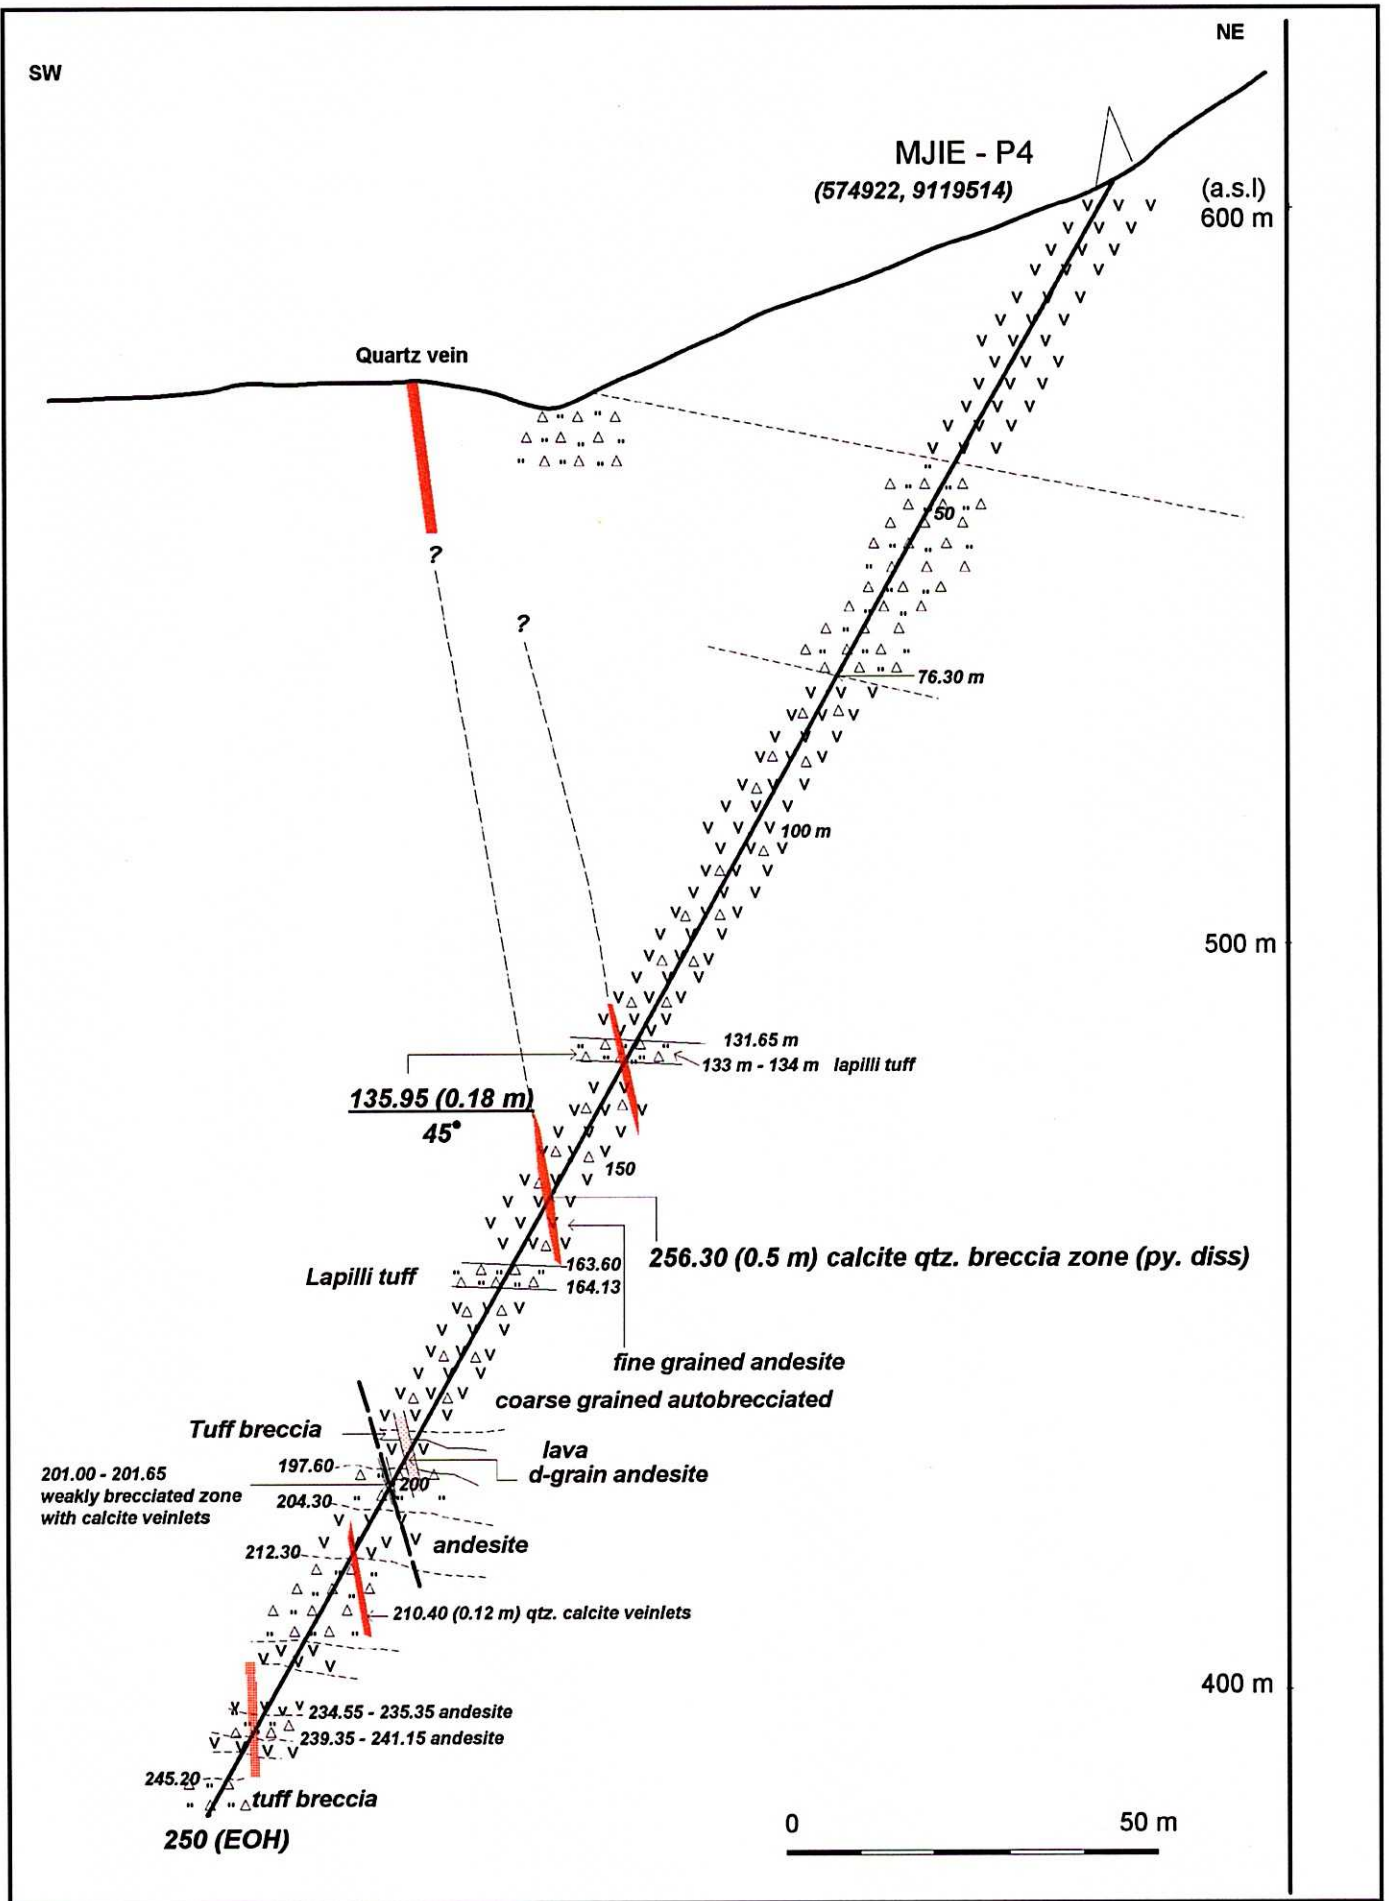 NE
SW
MJIE - P4
(574922, 9119514)
(a.s.l)
600 m
Quartz vein
50
?
?
76.30 m
100 m
500 m
131.65 m
133 m - 134 m lapilli tuff
135.95 (0.18 m)
45°
150
256.30 (0.5 m) calcite qtz. breccia zone (py. diss)
163.60
Lapilli tuff
164.13
fine grained andesite
coarse grained autobrecciated
Tuff breccia
lava
197.60
d-grain andesite
201.00 - 201.65
weakly brecciated zone
with calcite veinlets
200
204.30
andesite
212.30
210.40 (0.12 m) qtz. calcite veinlets
400 m
234.55 - 235.35 andesite
239.35 - 241.15 andesite
245.20
tuff breccia
250 (EOH)
0
50 m